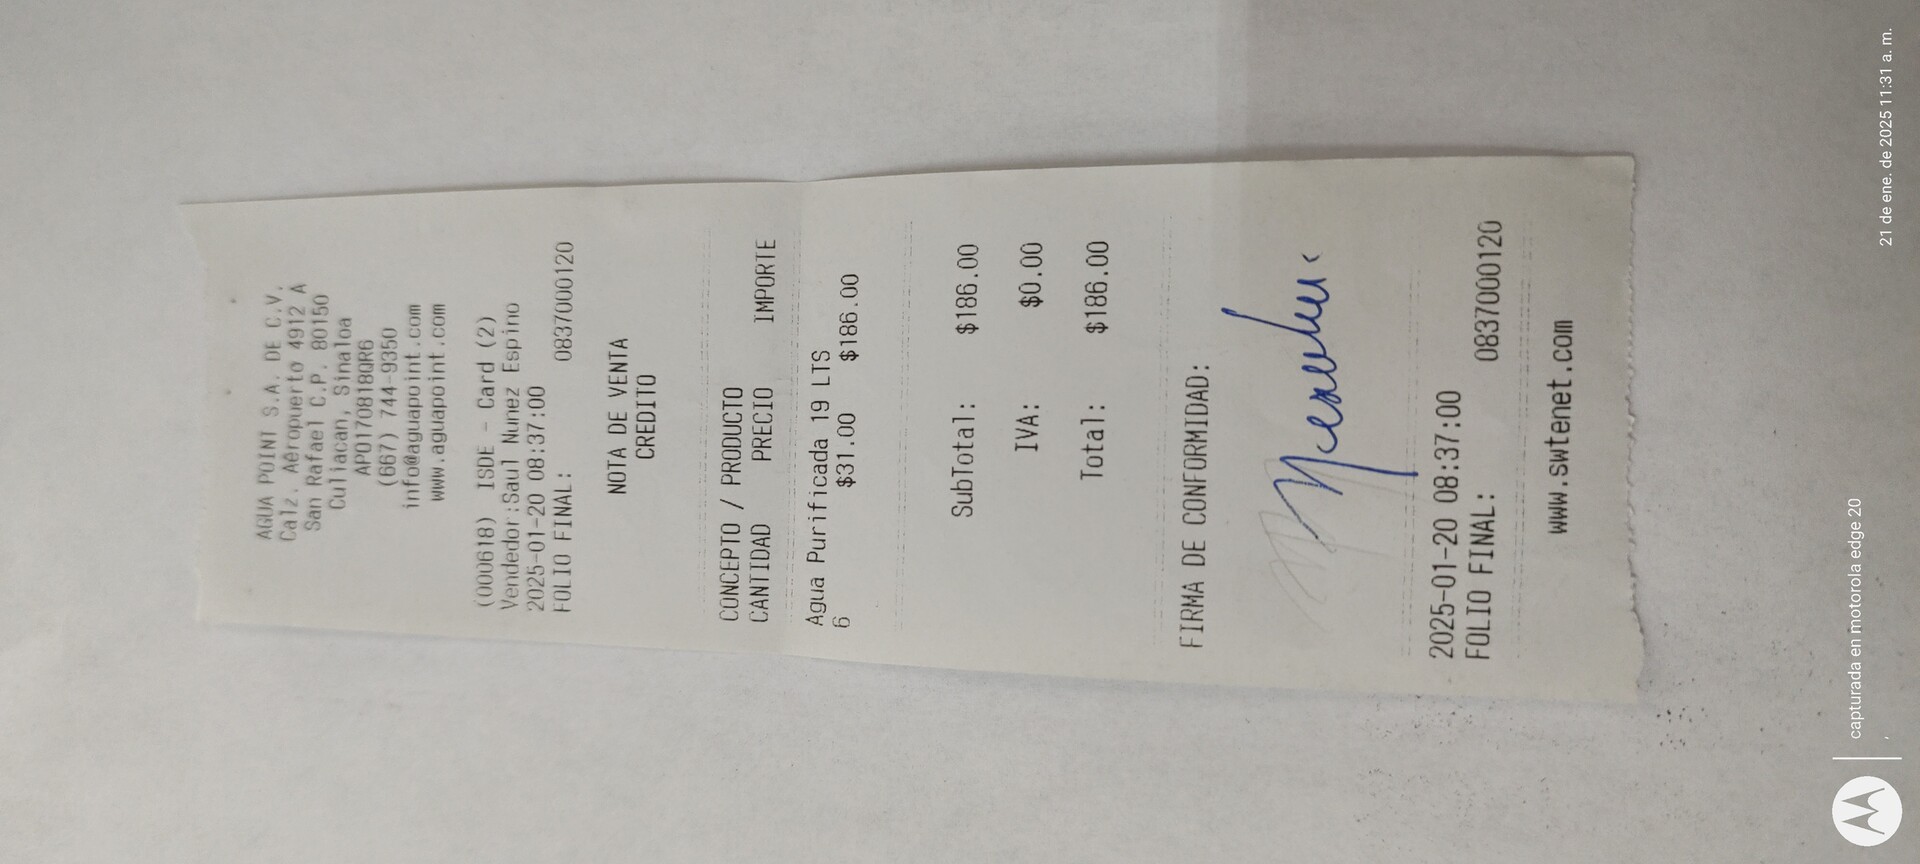 AGUA POINT S.A. DE C.V.
Calz. Aeropuerto 4912 A
San Rafael C.P. 80150
Culiacan, Sinaloa
APO170818QR6
(667) 744-9350
info@aguapoint.com
www.aguapoint.com
(000618) ISDE - Card (2)
Vendedor:Saul Nunez Espino
2025-01-20 08:37:00
FOLIO FINAL: 0837000120
NOTA DE VENTA
CREDITO
CONCEPTO / PRODUCTO
CANTIDAD PRECIO IMPORTE
Agua Purificada 19 LTS
6 $31.00 $186.00
SubTotal: $186.00
IVA: $0.00
Total: $186.00
FIRMA DE CONFORMIDAD:
2025-01-20 08:37:00
FOLIO FINAL: 0837000120
www.swtenet.com
capturada en motorola edge 20
21 de ene. de 2025 11:31 a. m.